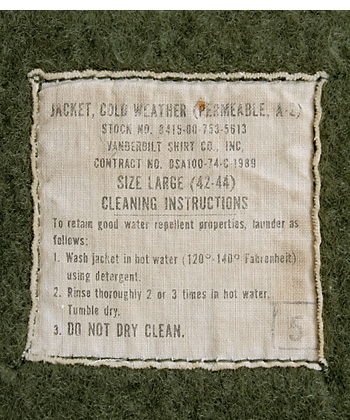 JACKET, COLD WEATHER (PERMEABLE, A-2)
STOCK NO. 8415-00-753-5613
VANDERBILT SHIRT CO., INC,
CONTRACT NO. DSA100-74-C-1989
SIZE LARGE (42-44)
CLEANING INSTRUCTIONS
To retain good water repellent properties, launder as
follows:
1. Wash jacket in hot water (120°-140° Fahrenheit)
using detergent.
2. Rinse thoroughly 2 or 3 times in hot water.
Tumble dry.
3. DO NOT DRY CLEAN.
5